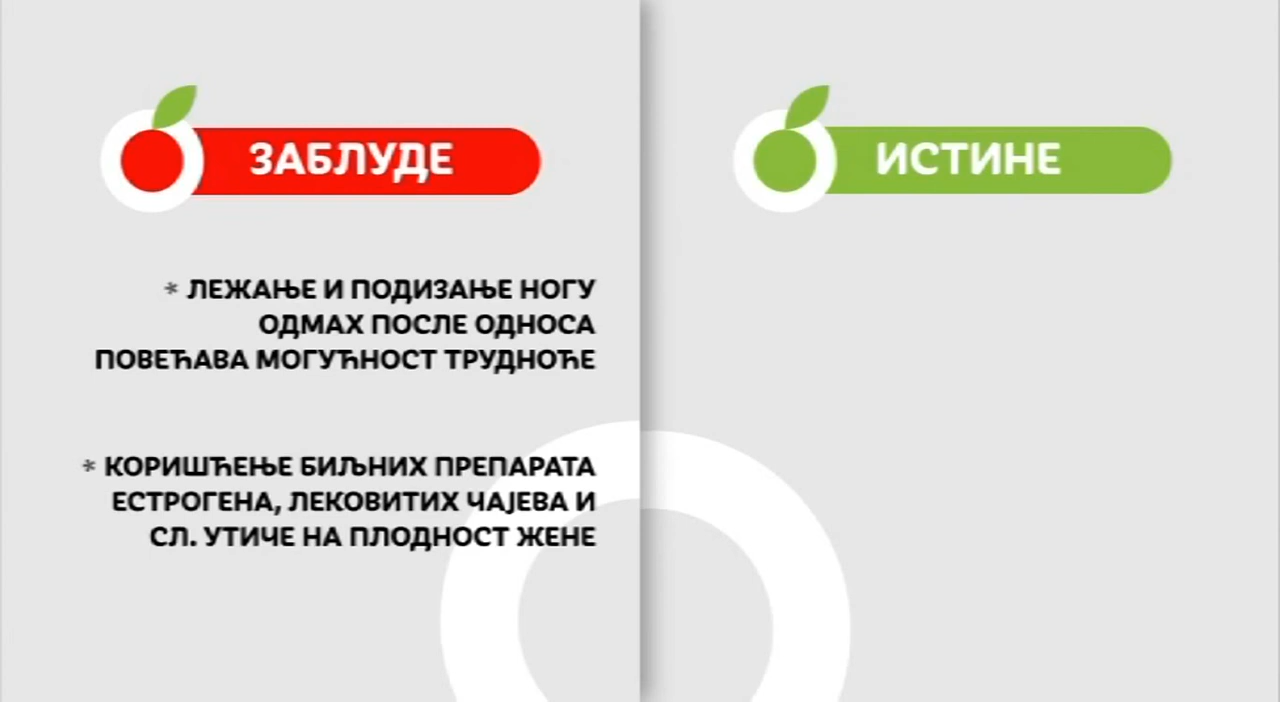 ЗАБЛУДЕ
* ЛЕЖАЊЕ И ПОДИЗАЊЕ НОГУ
ОДМАХ ПОСЛЕ ОДНОСА
ПОВЕЋАВА МОГУЋНОСТ ТРУДНОЋЕ
* КОРИШЋЕЊЕ БИЉНИХ ПРЕПАРАТА
ЕСТРОГЕНА, ЛЕКОВИТИХ ЧАЈЕВА И
СЛ. УТИЧЕ НА ПЛОДНОСТ ЖЕНЕ
ИСТИНЕ